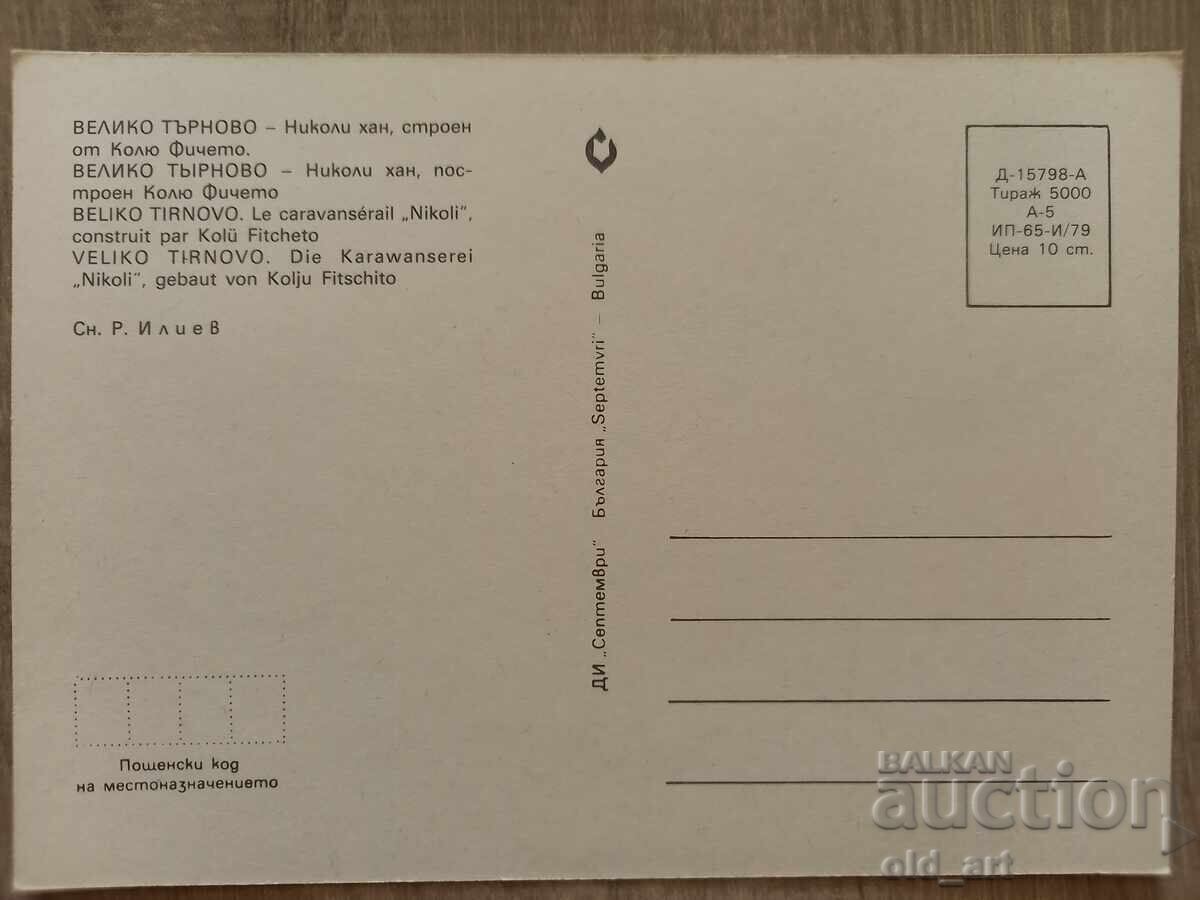 ВЕЛИКО ТЪРНОВО – Николи хан, строен
от Колю Фичето.
ВЕЛИКО ТЫРНОВО – Николи хан, пос-
троен Колю Фичето
BELIKO TIRNOVO. Le caravansérail „Nikoli",
construit par Kolü Fitcheto
VELIKO TIRNOVO. Die Karawanserei
„Nikoli", gebaut von Kolju Fitschito
Сн. Р. Илиев
Пощенски код
на местоназначението
ДИ „Септември" България „Septemvri" – Bulgaria
Д-15798-А
Тираж 5000
А-5
ИП-65-И/79
Цена 10 ст.
BALKAN
auction
old_art